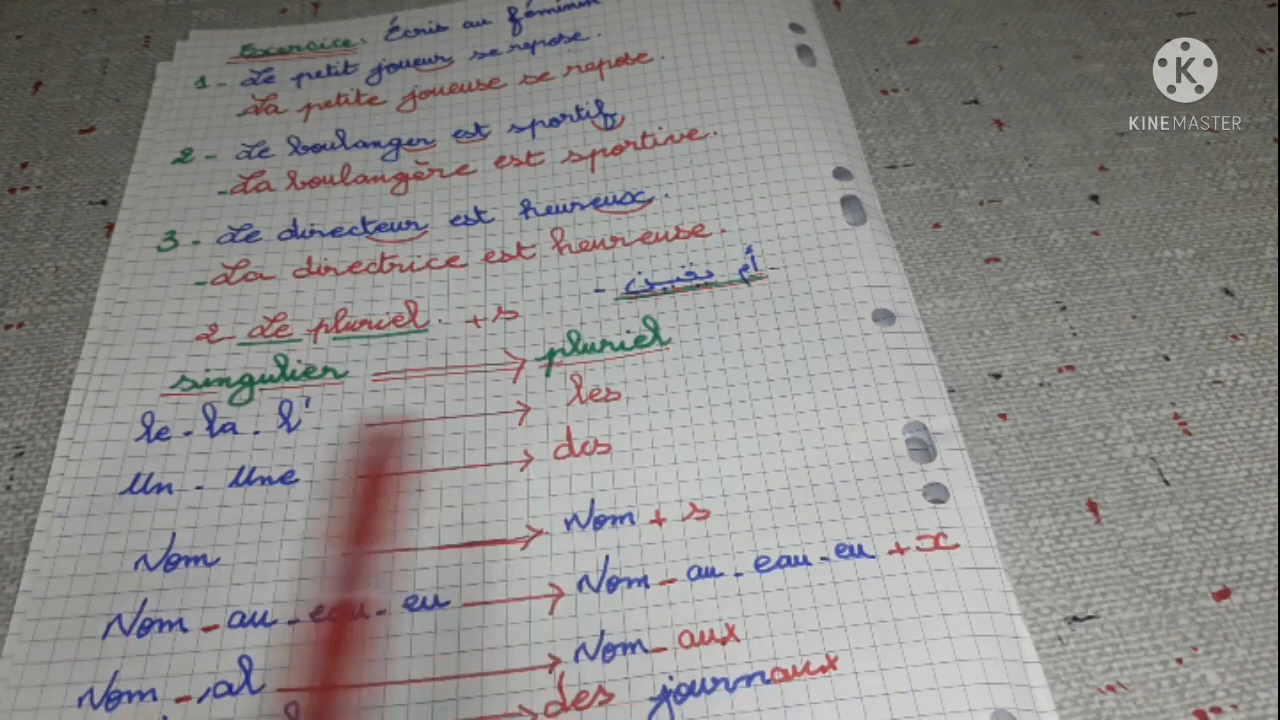 Exercice: Écris au féminin
1- Le petit joueur se repose.
La petite joueuse se repose.
2- Le boulanger est sportif
- La boulangère est sportive.
3- Le directeur est heureux.
- La directrice est heureuse.
- أم يقين -
2- Le pluriel. + s
singulier → pluriel
le - la - l' → les
un - une → des
Nom → Nom + s
Nom - au - eau - eu → Nom - au - eau - eu + x
Nom - al → Nom - aux
→ des journaux
K
KINEMASTER